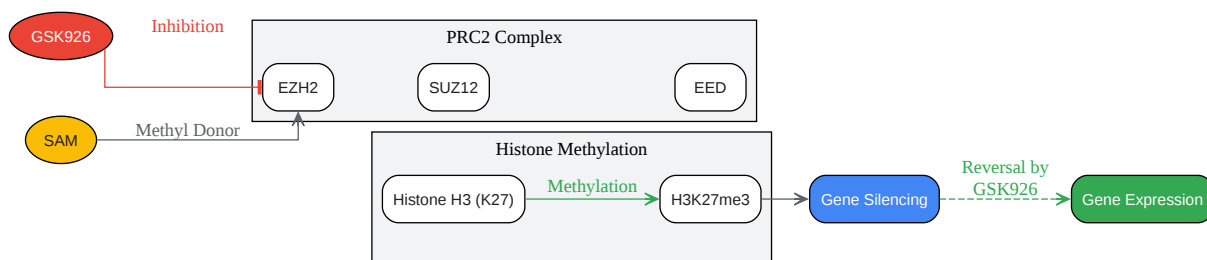 GSK926
Inhibition
PRC2 Complex
EZH2
SUZ12
EED
SAM
Methyl Donor
Histone Methylation
Histone H3 (K27)
Methylation
H3K27me3
Gene Silencing
Reversal by
GSK926
Gene Expression